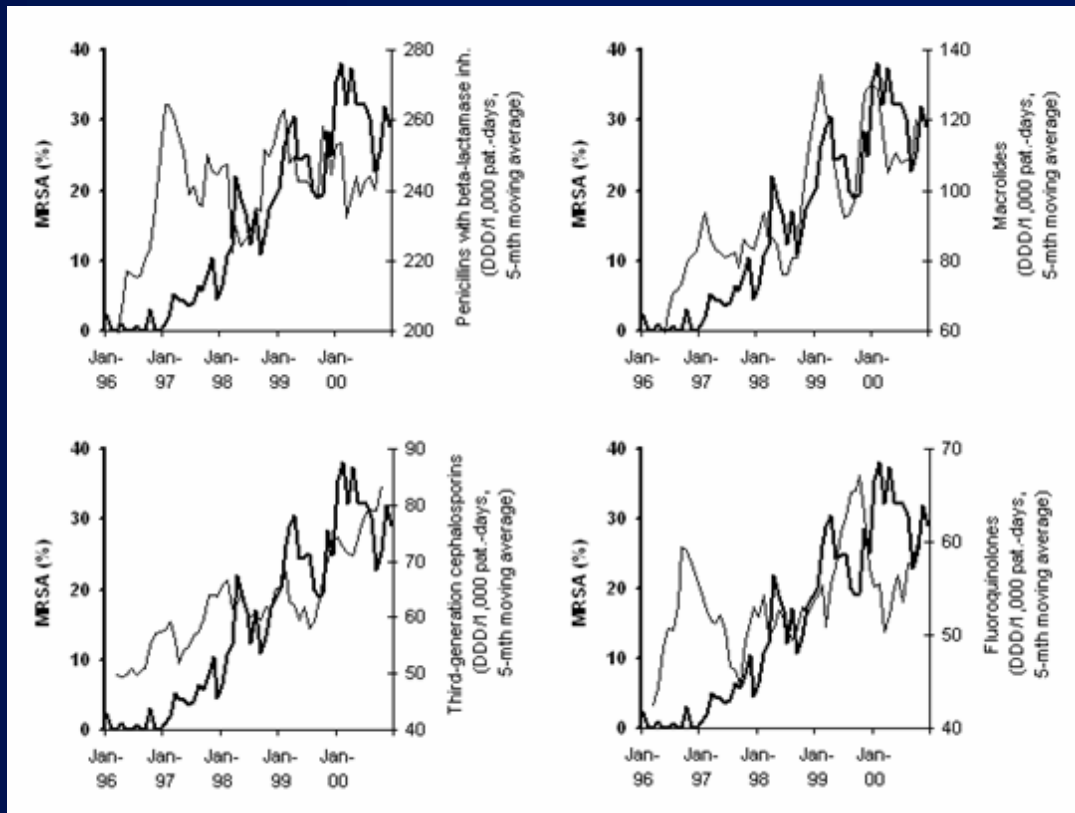 40
30
20
10
0
MRSA (%)
280
260
240
220
200
Penicillins with beta-lactamase inh.
(DDD/1,000 pat.-days,
5-mth moving average)
Jan-
96
Jan-
97
Jan-
98
Jan-
99
Jan-
00
40
30
20
10
0
MRSA (%)
140
120
100
80
60
Macrolides
(DDD/1,000 pat.-days,
5-mth moving average)
Jan-
96
Jan-
97
Jan-
98
Jan-
99
Jan-
00
40
30
20
10
0
MRSA (%)
90
80
70
60
50
40
Third-generation cephalosporins
(DDD/1,000 pat.-days,
5-mth moving average)
Jan-
96
Jan-
97
Jan-
98
Jan-
99
Jan-
00
40
30
20
10
0
MRSA (%)
70
60
50
40
Fluoroquinolones
(DDD/1,000 pat.-days,
5-mth moving average)
Jan-
96
Jan-
97
Jan-
98
Jan-
99
Jan-
00